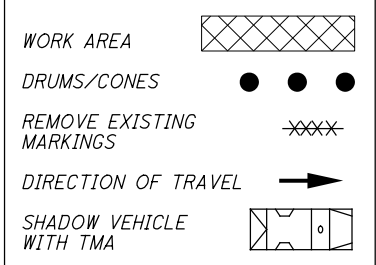 WORK AREA
DRUMS/CONES
REMOVE EXISTING
MARKINGS
DIRECTION OF TRAVEL
SHADOW VEHICLE
WITH TMA